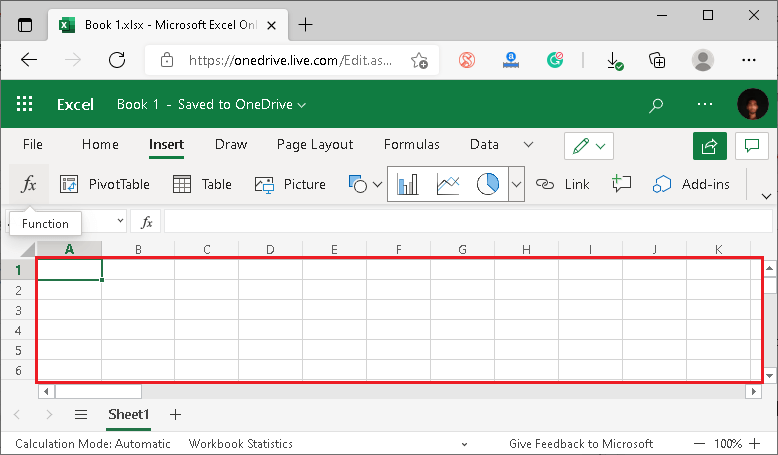 Book 1.xlsx - Microsoft Excel Onl
https://onedrive.live.com/Edit.as...
Excel Book 1 - Saved to OneDrive
File Home Insert Draw Page Layout Formulas Data
fx PivotTable Table Picture Link Add-ins
Function fx
A B C D E F G H I J K
1
2
3
4
5
6
Sheet1
Calculation Mode: Automatic Workbook Statistics Give Feedback to Microsoft 100%